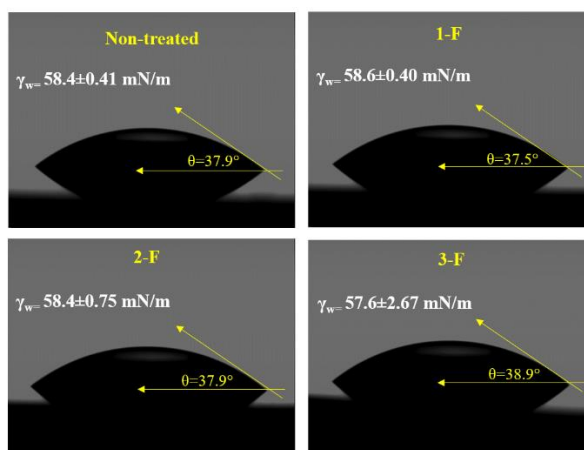 Non-treated
γw= 58.4±0.41 mN/m
θ=37.9°
1-F
γw= 58.6±0.40 mN/m
θ=37.5°
2-F
γw= 58.4±0.75 mN/m
θ=37.9°
3-F
γw= 57.6±2.67 mN/m
θ=38.9°